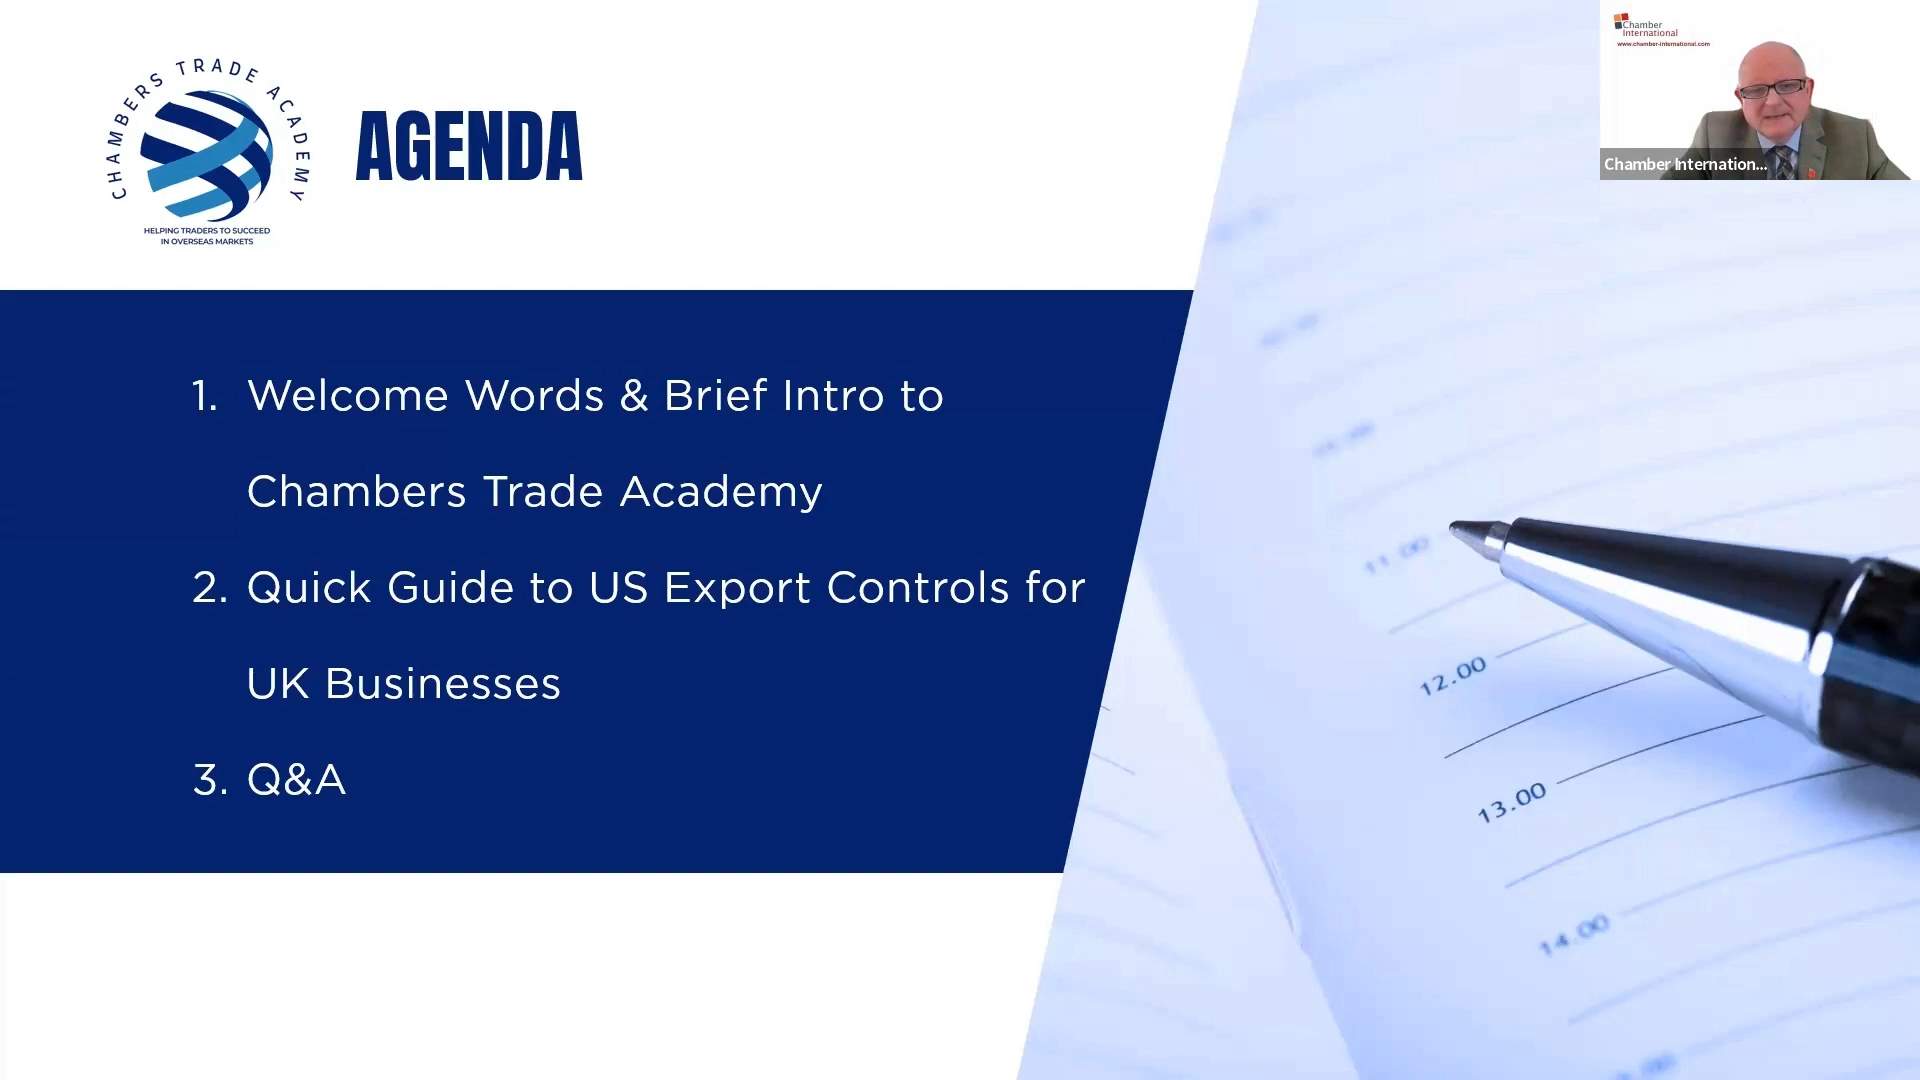 CHAMBERS TRADE ACADEMY
HELPING TRADERS TO SUCCEED
IN OVERSEAS MARKETS
AGENDA
Chamber
International
www.chamber-international.com
Chamber Internation...
1. Welcome Words & Brief Intro to
Chambers Trade Academy
2. Quick Guide to US Export Controls for
UK Businesses
3. Q&A
11.00
12.00
13.00
14.00